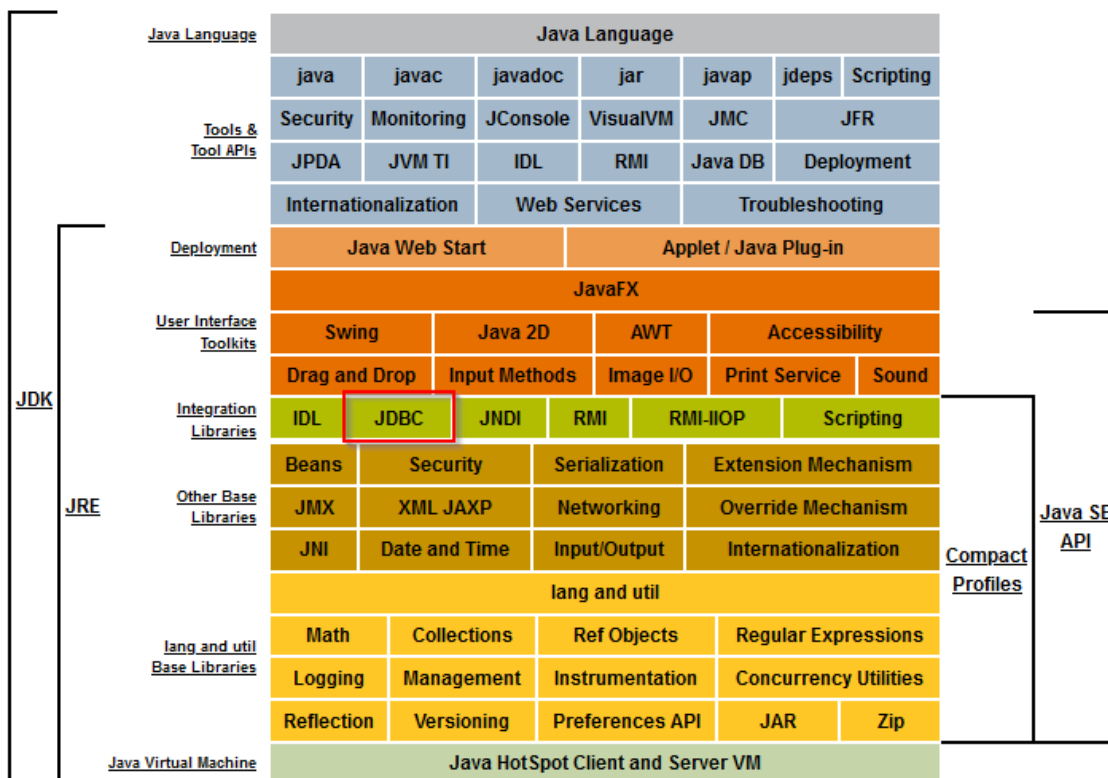 Java Language Java Language
java javac javadoc jar javap jdeps Scripting
Tools &
Tool APIs
Security Monitoring JConsole VisualVM JMC JFR
JPDA JVM TI IDL RMI Java DB Deployment
Internationalization Web Services Troubleshooting
Deployment Java Web Start Applet / Java Plug-in
JavaFX
User Interface
Toolkits
Swing Java 2D AWT Accessibility
Drag and Drop Input Methods Image I/O Print Service Sound
Integration
Libraries
IDL JDBC JNDI RMI RMI-IIOP Scripting
JDK
JRE
Beans Security Serialization Extension Mechanism
Other Base
Libraries
JMX XML JAXP Networking Override Mechanism
JNI Date and Time Input/Output Internationalization
Java SE
API
Compact
Profiles
lang and util
lang and util
Base Libraries
Math Collections Ref Objects Regular Expressions
Logging Management Instrumentation Concurrency Utilities
Reflection Versioning Preferences API JAR Zip
Java Virtual Machine Java HotSpot Client and Server VM